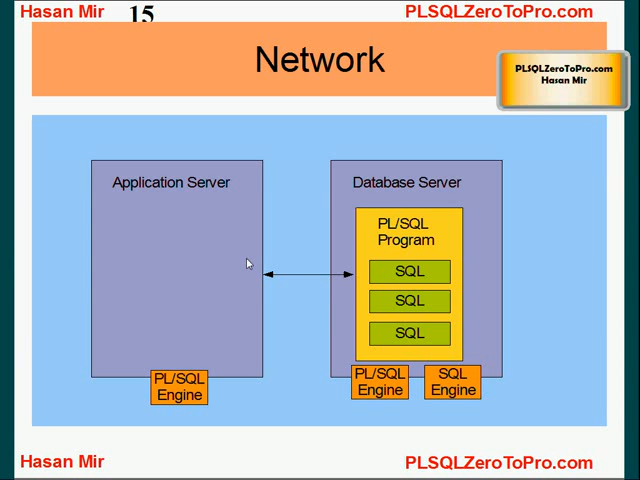 Hasan Mir
15
PLSQLZeroToPro.com
Network
PLSQLZeroToPro.com
Hasan Mir
Application Server
Database Server
PL/SQL
Program
SQL
SQL
SQL
PL/SQL
Engine
PL/SQL
Engine
SQL
Engine
Hasan Mir
PLSQLZeroToPro.com